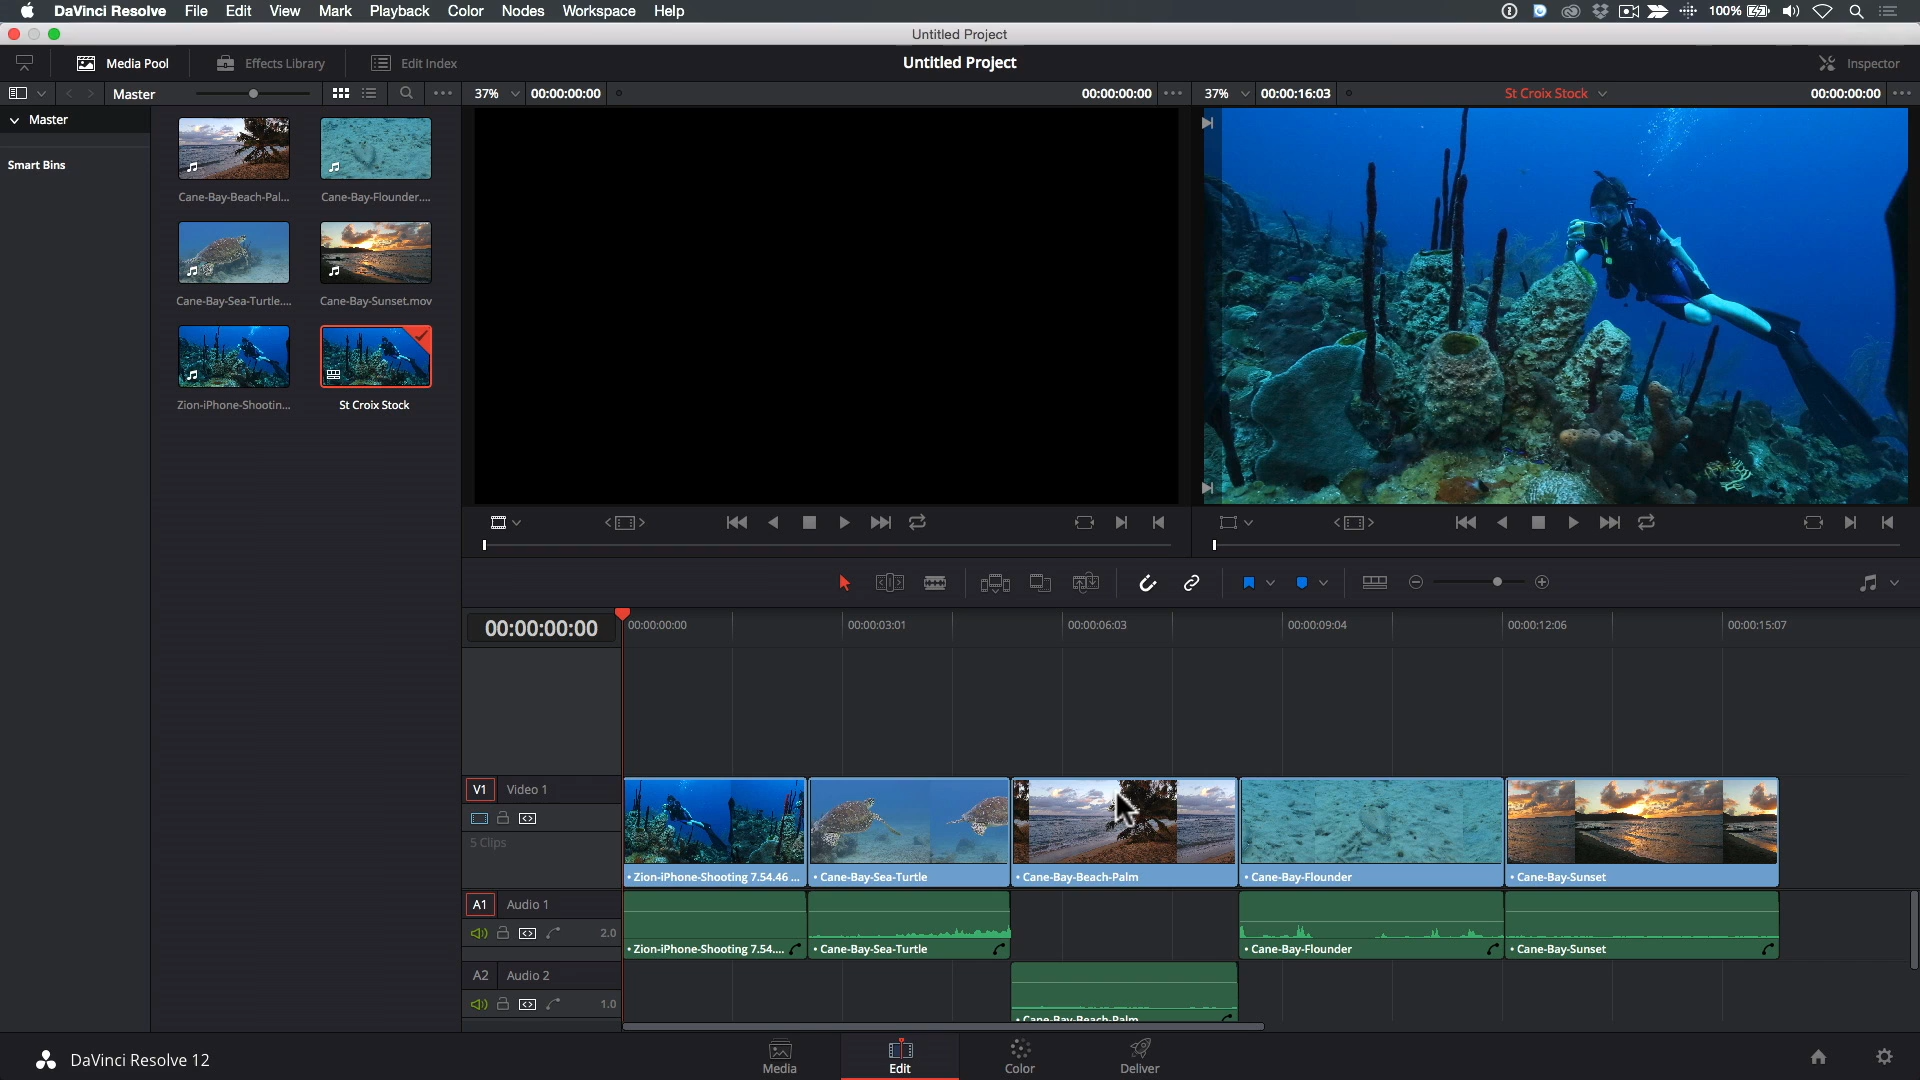 DaVinci Resolve File Edit View Mark Playback Color Nodes Workspace Help 100%
Untitled Project
Media Pool Effects Library Edit Index Untitled Project Inspector
Master 37% 00:00:00:00 00:00:00:00 37% 00:00:16:03 St Croix Stock 00:00:00:00
Master
Smart Bins
Cane-Bay-Beach-Pal... Cane-Bay-Flounder....
Cane-Bay-Sea-Turtle.... Cane-Bay-Sunset.mov
Zion-iPhone-Shootin... St Croix Stock
00:00:00:00 00:00:00:00 00:00:03:01 00:00:06:03 00:00:09:04 00:00:12:06 00:00:15:07
V1 Video 1
5 Clips
• Zion-iPhone-Shooting 7.54.46 ... • Cane-Bay-Sea-Turtle • Cane-Bay-Beach-Palm • Cane-Bay-Flounder • Cane-Bay-Sunset
A1 Audio 1
2.0
• Zion-iPhone-Shooting 7.54.... • Cane-Bay-Sea-Turtle • Cane-Bay-Flounder • Cane-Bay-Sunset
A2 Audio 2
1.0
• Cane-Bay-Beach-Palm
DaVinci Resolve 12 Media Edit Color Deliver